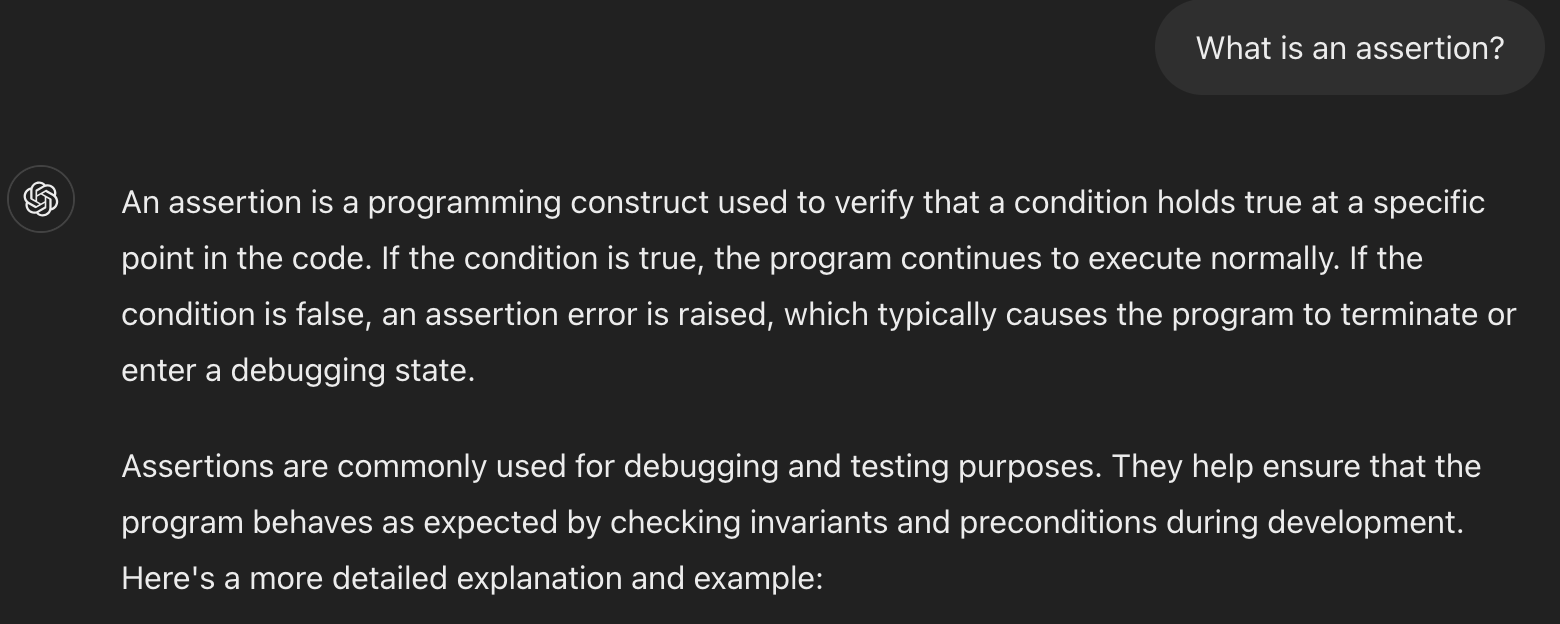 What is an assertion?
An assertion is a programming construct used to verify that a condition holds true at a specific
point in the code. If the condition is true, the program continues to execute normally. If the
condition is false, an assertion error is raised, which typically causes the program to terminate or
enter a debugging state.
Assertions are commonly used for debugging and testing purposes. They help ensure that the
program behaves as expected by checking invariants and preconditions during development.
Here's a more detailed explanation and example: